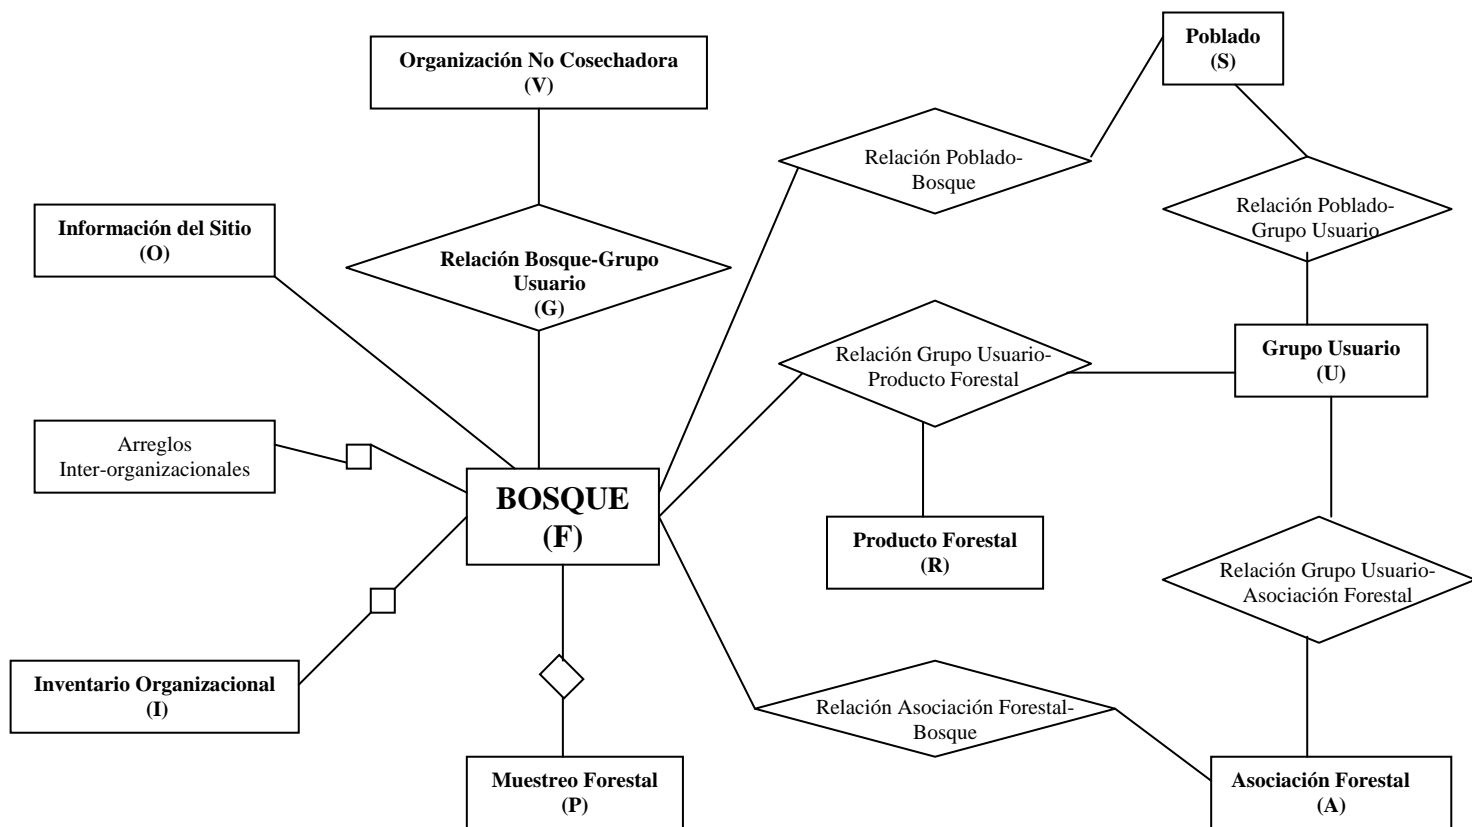 Organización No Cosechadora
(V)
Poblado
(S)
Relación Poblado-
Bosque
Información del Sitio
(O)
Relación Bosque-Grupo
Usuario
(G)
Relación Poblado-
Grupo Usuario
Relación Grupo Usuario-
Producto Forestal
Grupo Usuario
(U)
Arreglos
Inter-organizacionales
BOSQUE
(F)
Producto Forestal
(R)
Relación Grupo Usuario-
Asociación Forestal
Inventario Organizacional
(I)
Relación Asociación Forestal-
Bosque
Muestreo Forestal
(P)
Asociación Forestal
(A)